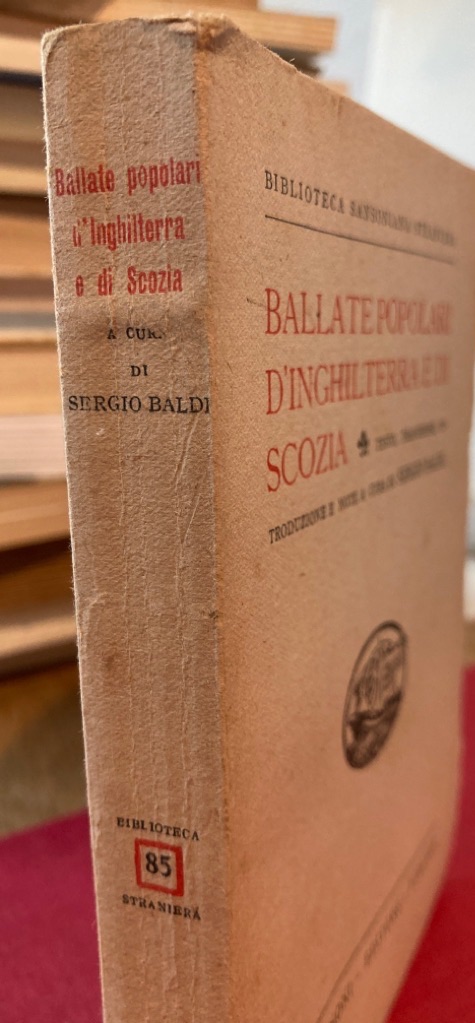 Ballate popolari
d'Inghilterra
e di Scozia
A CUR.
DI
SERGIO BALDI
BIBLIOTECA
85
STRANIERA
BIBLIOTECA SANSONIANA STRANIERA
BALLATE POPOLARI
D'INGHILTERRA E DI
SCOZIA
TRODUZIONE E NOTE A CURA DI SERGIO BALDI